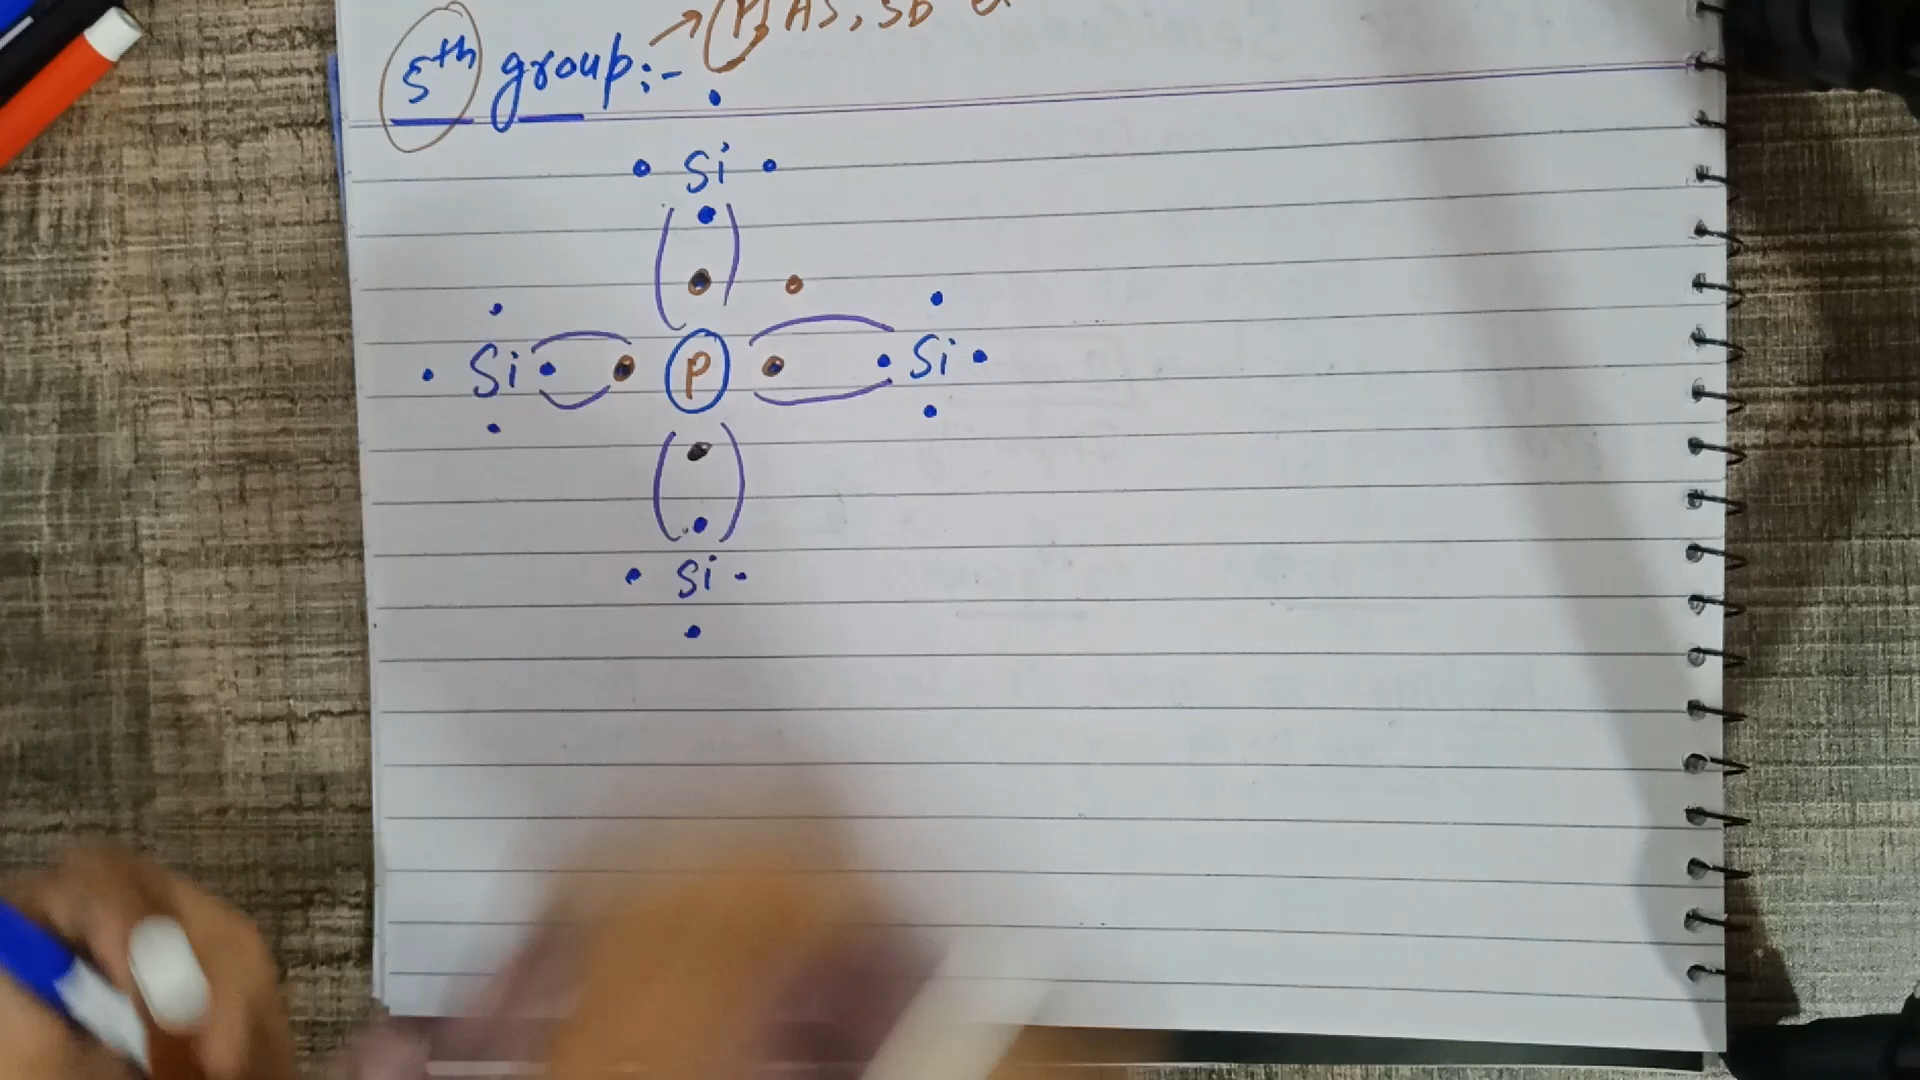 P, As, Sb
5th group:-
Si
Si P Si
Si